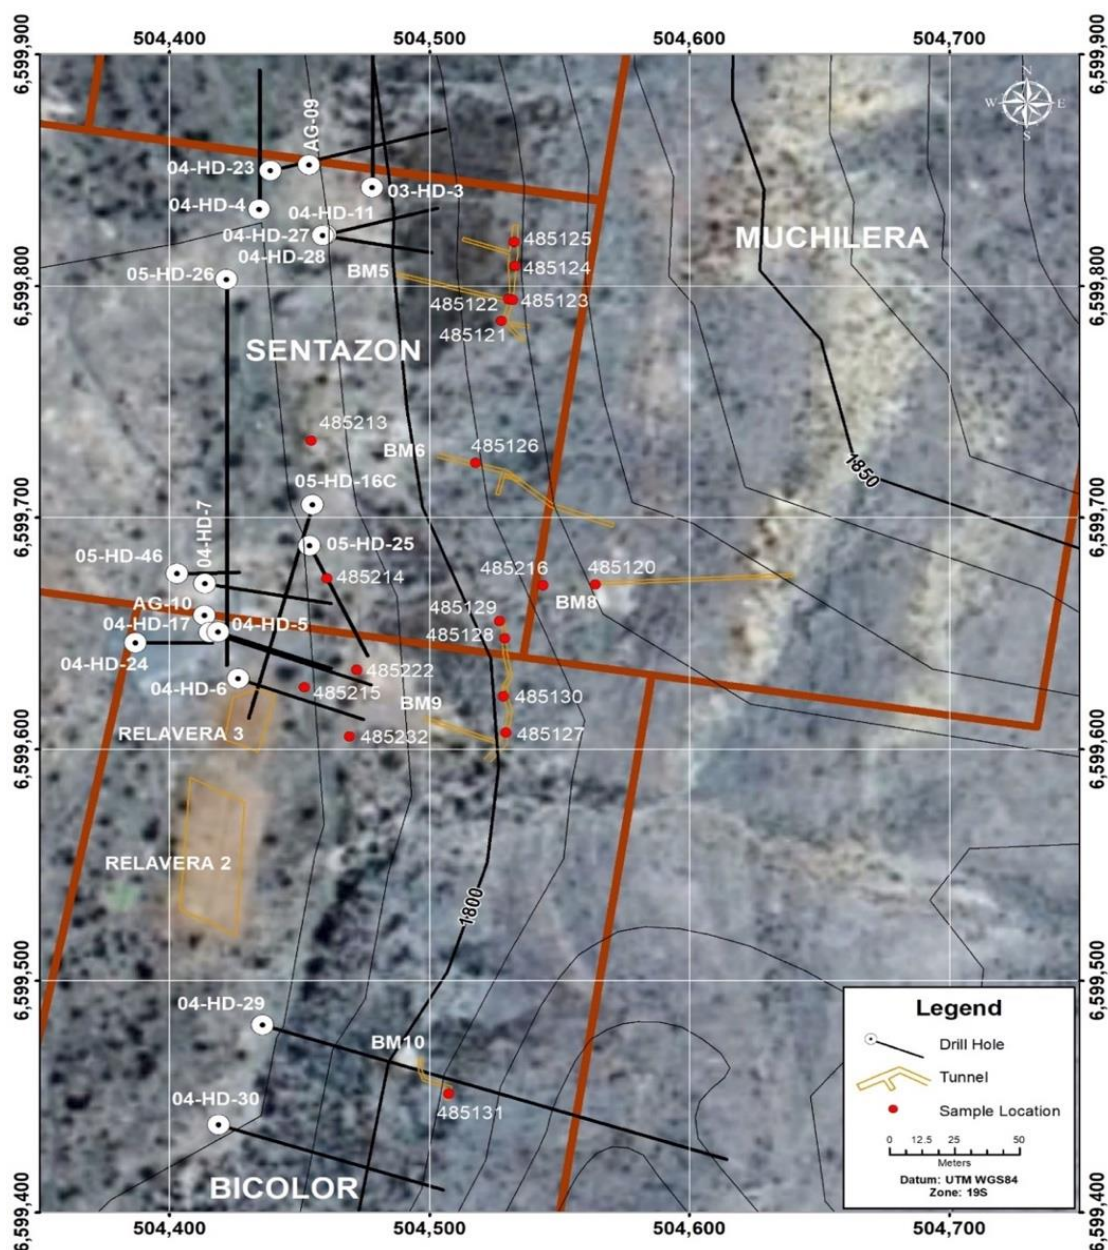 504,400 504,500 504,600 504,700
6,599,900 6,599,900
N
W E
S
AG-09
04-HD-23
03-HD-3
04-HD-4
04-HD-11
04-HD-27
04-HD-28
MUCHILERA
485125
485124
BM5
05-HD-26
6,599,800 6,599,800
485122 485123
485121
SENTAZON
485213
485126
BM6
1850
05-HD-16C
6,599,700 6,599,700
04-HD-7
05-HD-25
05-HD-46
485214
485216 485120
BM8
AG-10
485129
04-HD-17 04-HD-5
485128
04-HD-24
485222
04-HD-6 485215
485130
BM9
RELAVERA 3
485232 485127
6,599,600 6,599,600
RELAVERA 2
1800
6,599,500 6,599,500
04-HD-29
BM10
04-HD-30
485131
BICOLOR
Legend
Drill Hole
Tunnel
Sample Location
0 12.5 25 50
Meters
Datum: UTM WGS84
Zone: 19S
6,599,400 6,599,400
504,400 504,500 504,600 504,700